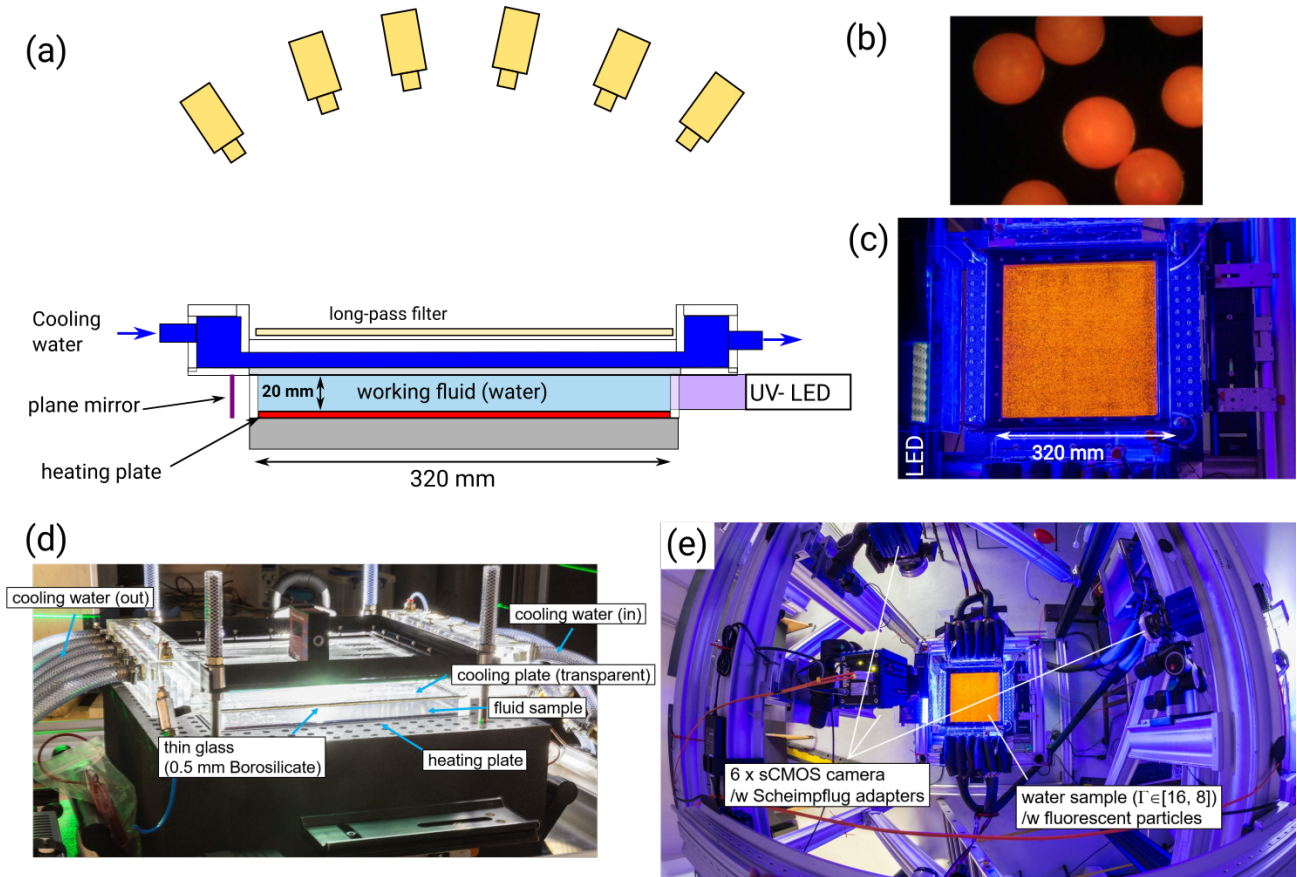 (a)
Cooling
water
long-pass filter
20 mm
working fluid (water)
UV- LED
plane mirror
heating plate
320 mm
(b)
(c)
LED
320 mm
(d)
cooling water (out)
cooling water (in)
cooling plate (transparent)
fluid sample
thin glass
(0.5 mm Borosilicate)
heating plate
(e)
6 x sCMOS camera
/w Scheimpflug adapters
water sample (Γ∈[16, 8])
/w fluorescent particles